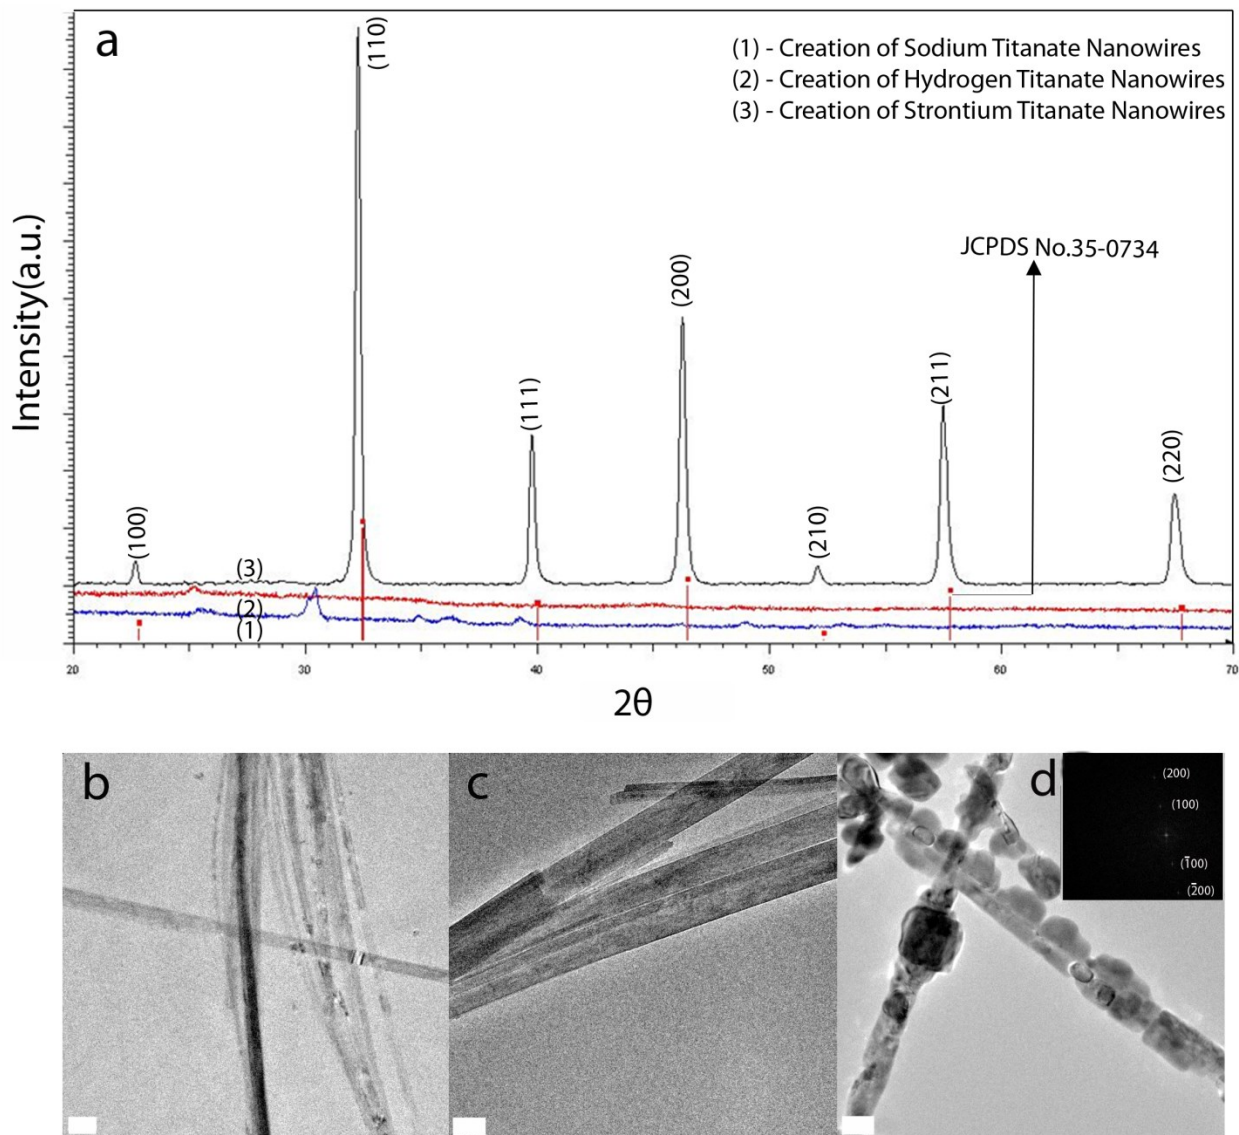 a
(1) - Creation of Sodium Titanate Nanowires
(2) - Creation of Hydrogen Titanate Nanowires
(3) - Creation of Strontium Titanate Nanowires
(110)
JCPDS No.35-0734
(200)
(111)
(211)
(220)
(100)
(210)
(3)
(2)
(1)
Intensity(a.u.)
20 30 40 50 60 70
2θ
b
c
d
(200)
(100)
(1̅00)
(2̅00)